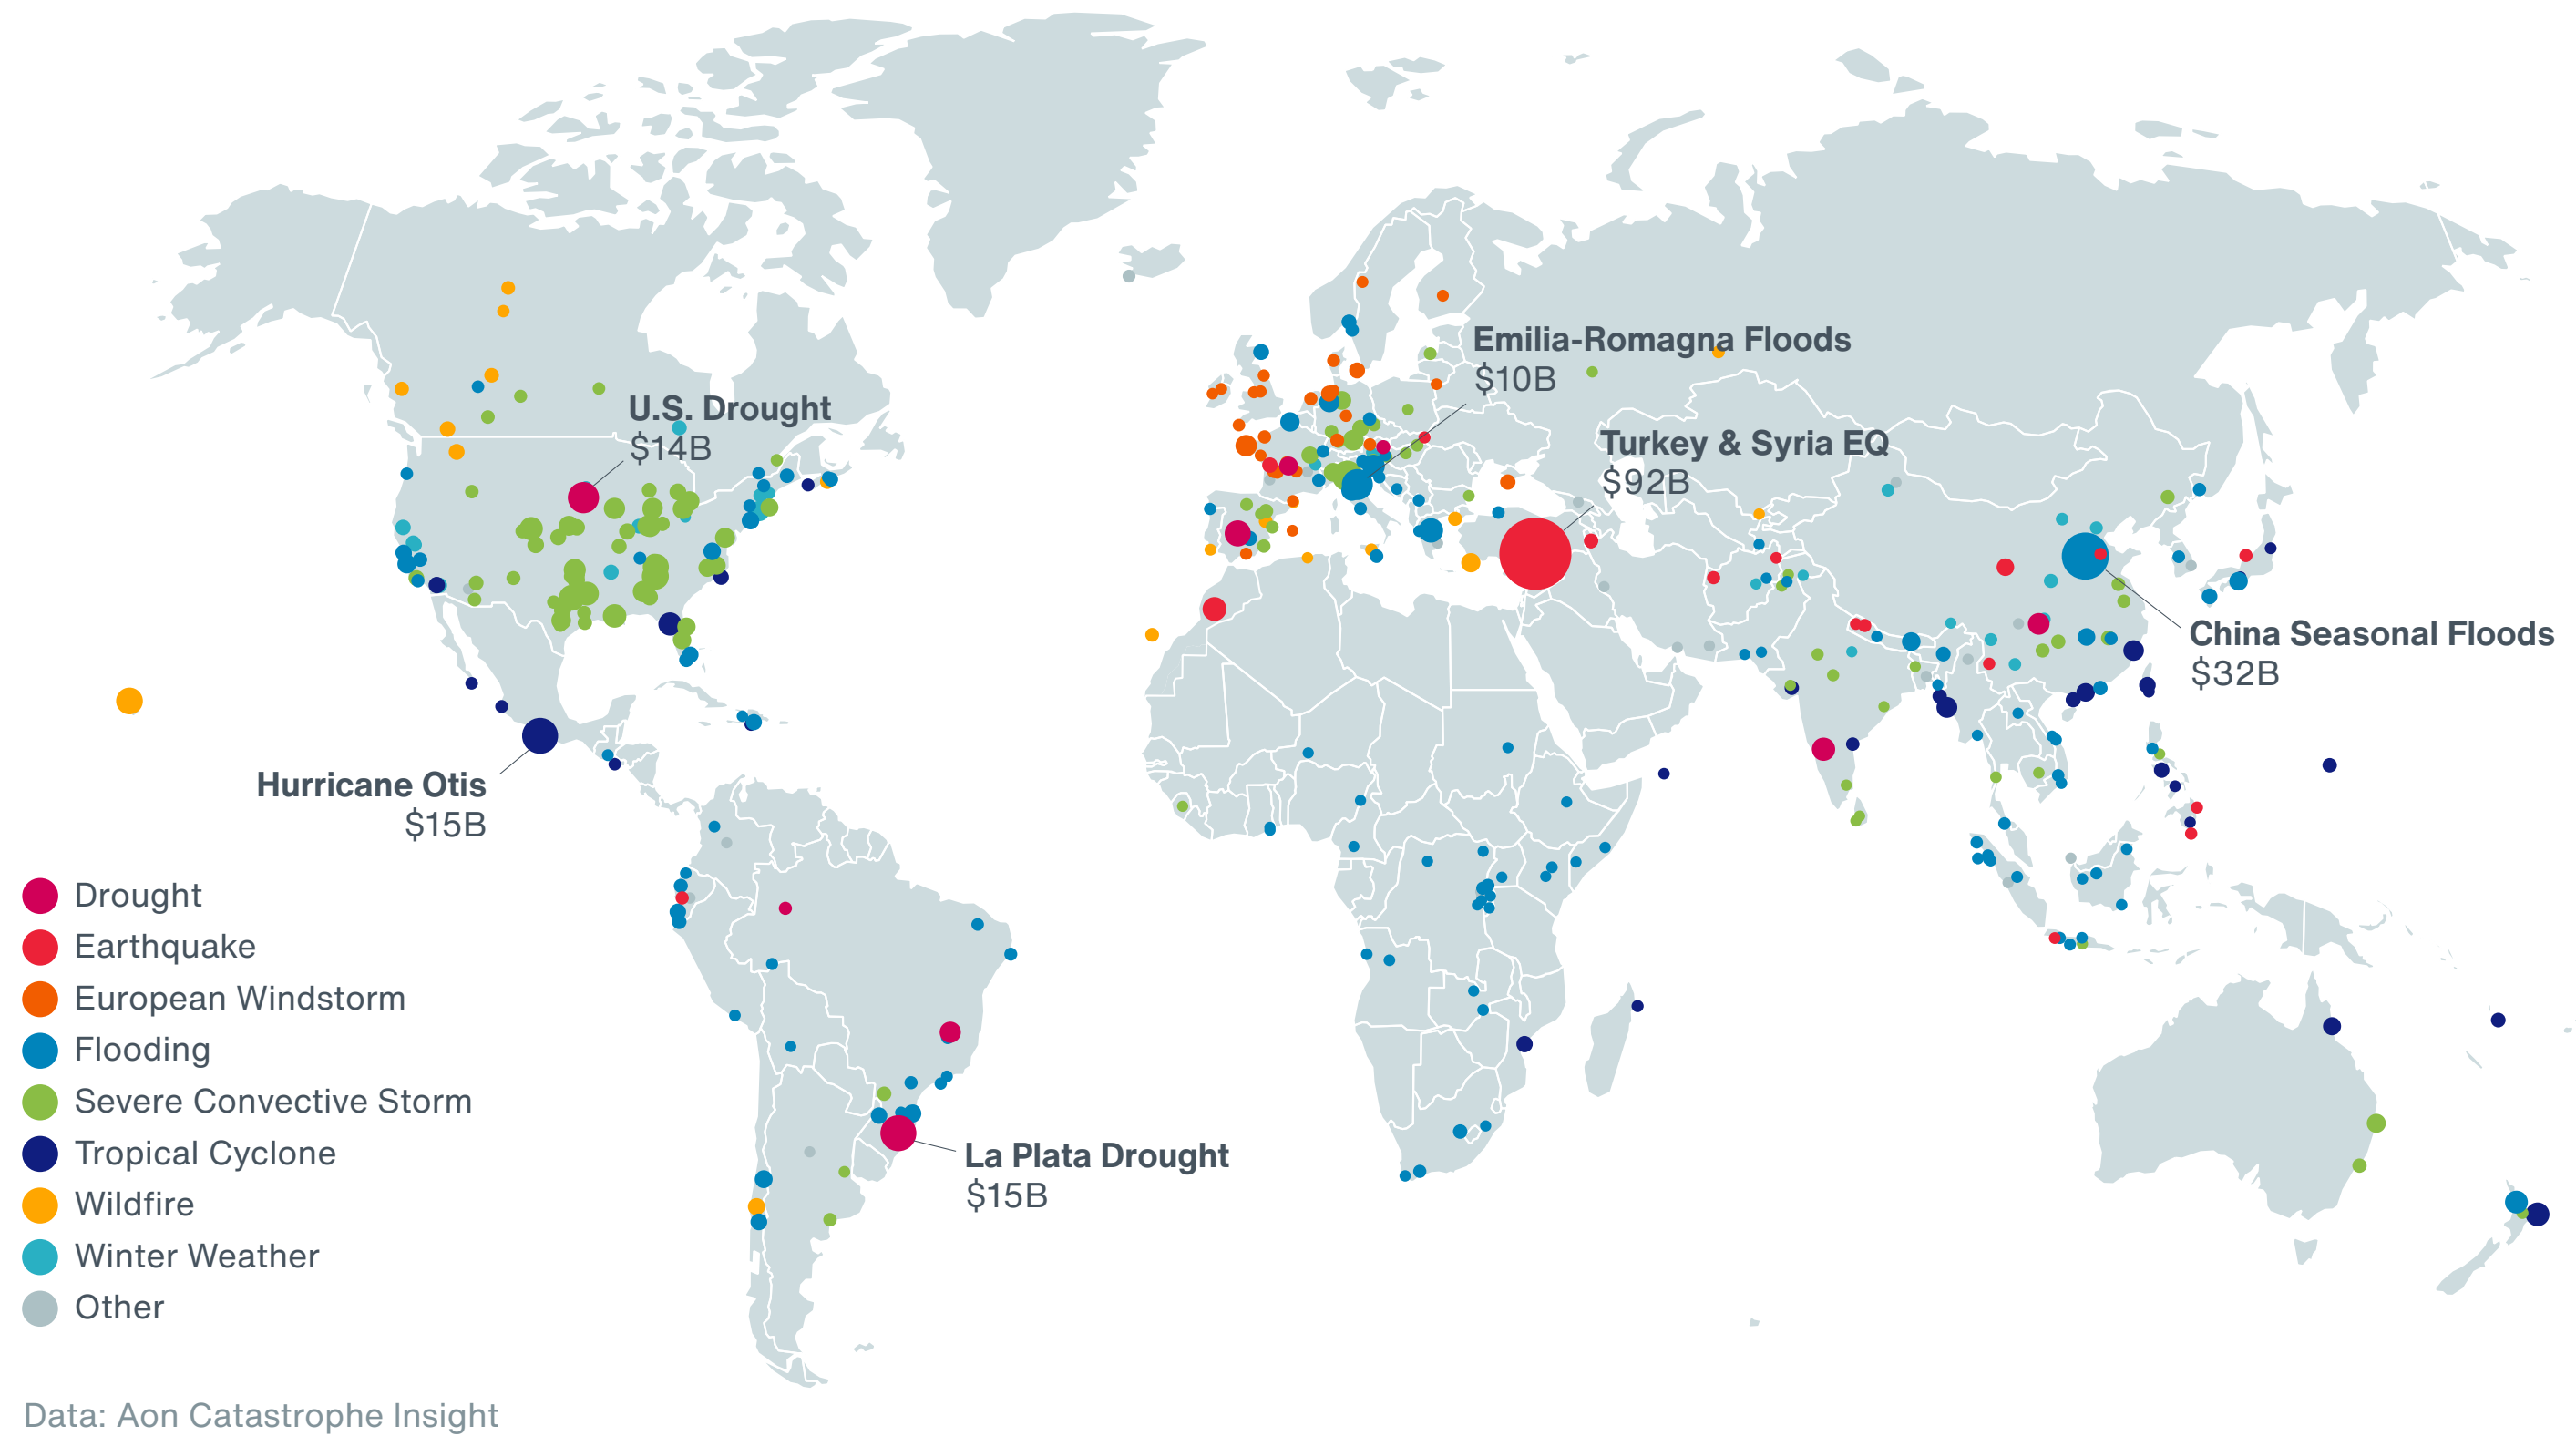 Emilia-Romagna Floods
$10B
U.S. Drought
$14B
Turkey & Syria EQ
$92B
China Seasonal Floods
$32B
Hurricane Otis
$15B
La Plata Drought
$15B
Drought
Earthquake
European Windstorm
Flooding
Severe Convective Storm
Tropical Cyclone
Wildfire
Winter Weather
Other
Data: Aon Catastrophe Insight